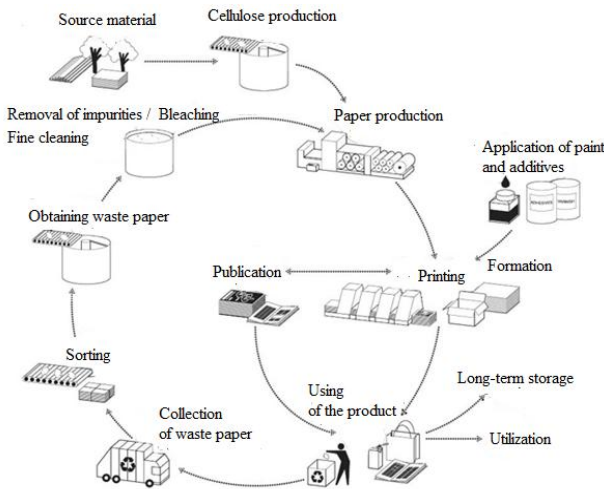 Source material
Cellulose production
Removal of impurities / Bleaching
Fine cleaning
Paper production
Application of paint
and additives
Obtaining waste paper
Publication
Printing
Formation
Sorting
Using
of the product
Long-term storage
Collection
of waste paper
Utilization